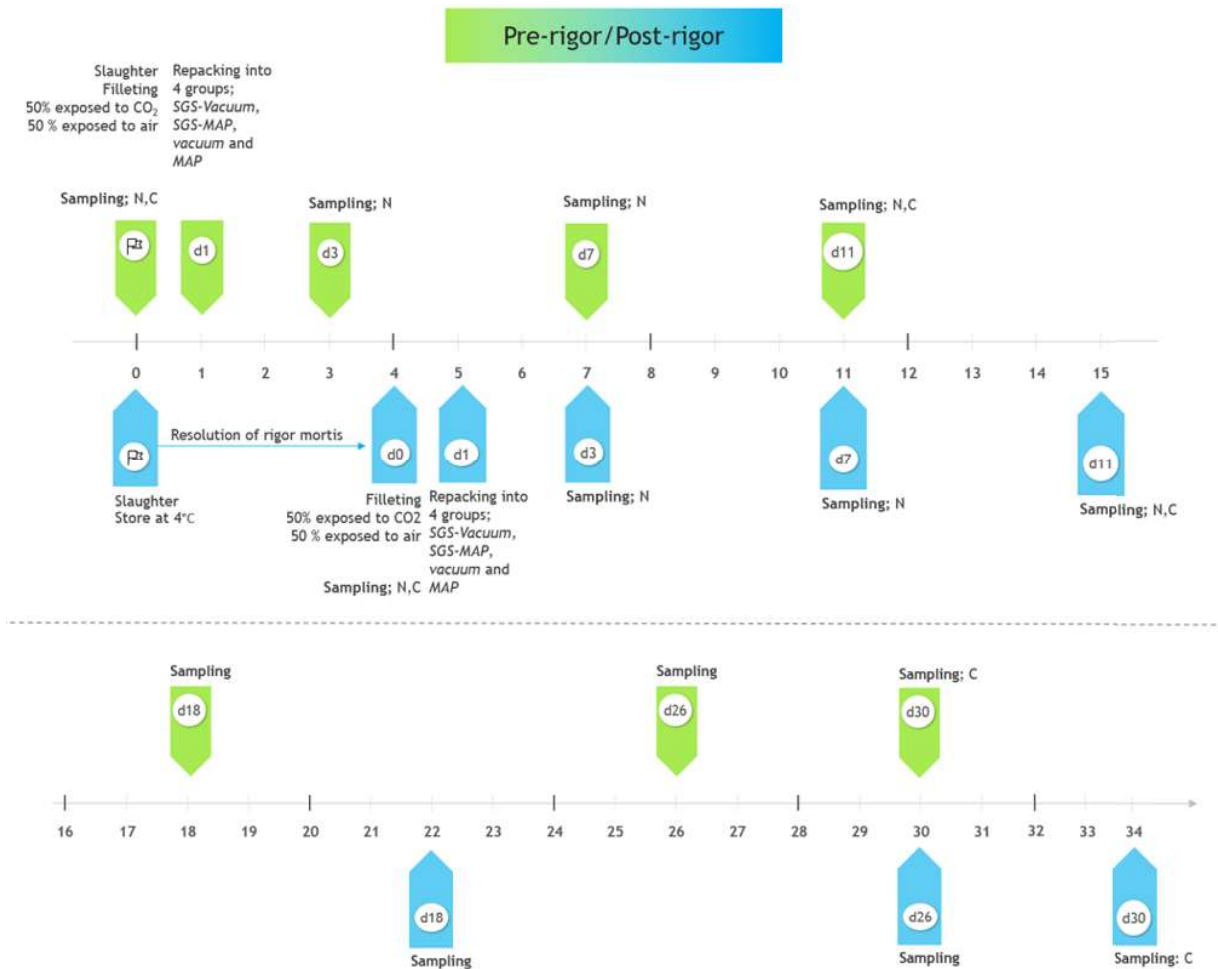 Pre-rigor/Post-rigor
Slaughter
Filleting
50% exposed to CO₂
50 % exposed to air
Repacking into
4 groups;
SGS-Vacuum,
SGS-MAP,
vacuum and
MAP
Sampling; N,C
Sampling; N
Sampling; N
Sampling; N,C
d1
d3
d7
d11
0 1 2 3 4 5 6 7 8 9 10 11 12 13 14 15
Resolution of rigor mortis
d0
d1
d3
d7
d11
Slaughter
Store at 4°C
Filleting
50% exposed to CO2
50 % exposed to air
Sampling; N,C
Repacking into
4 groups;
SGS-Vacuum,
SGS-MAP,
vacuum and
MAP
Sampling; N
Sampling; N
Sampling; N,C
Sampling
Sampling
Sampling; C
d18
d26
d30
16 17 18 19 20 21 22 23 24 25 26 27 28 29 30 31 32 33 34
d18
d26
d30
Sampling
Sampling
Sampling: C